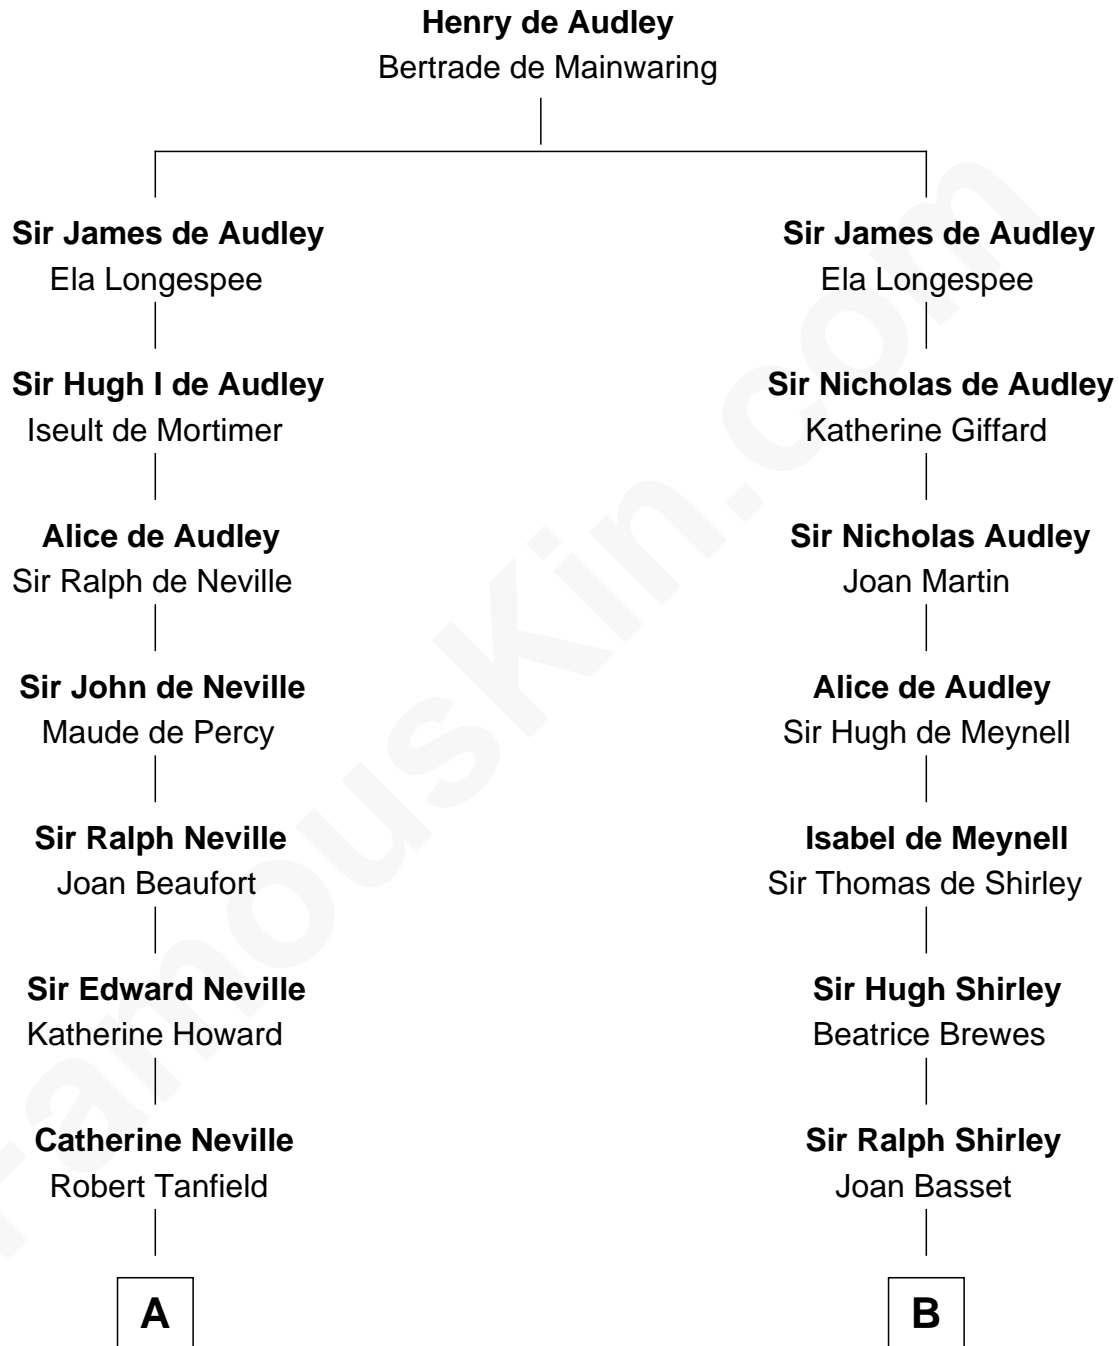 Henry de Audley
Bertrade de Mainwaring
Sir James de Audley
Ela Longespee
Sir James de Audley
Ela Longespee
Sir Hugh I de Audley
Iseult de Mortimer
Sir Nicholas de Audley
Katherine Giffard
Alice de Audley
Sir Ralph de Neville
Sir Nicholas Audley
Joan Martin
Sir John de Neville
Maude de Percy
Alice de Audley
Sir Hugh de Meynell
Sir Ralph Neville
Joan Beaufort
Isabel de Meynell
Sir Thomas de Shirley
Sir Edward Neville
Katherine Howard
Sir Hugh Shirley
Beatrice Brewes
Catherine Neville
Robert Tanfield
Sir Ralph Shirley
Joan Basset
A
B
FamousKin.com